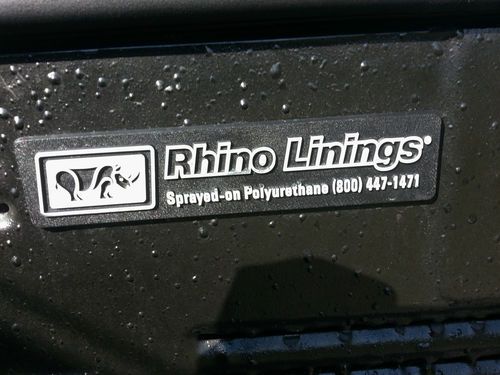 Rhino Linings®
Sprayed-on Polyurethane (800) 447-1471